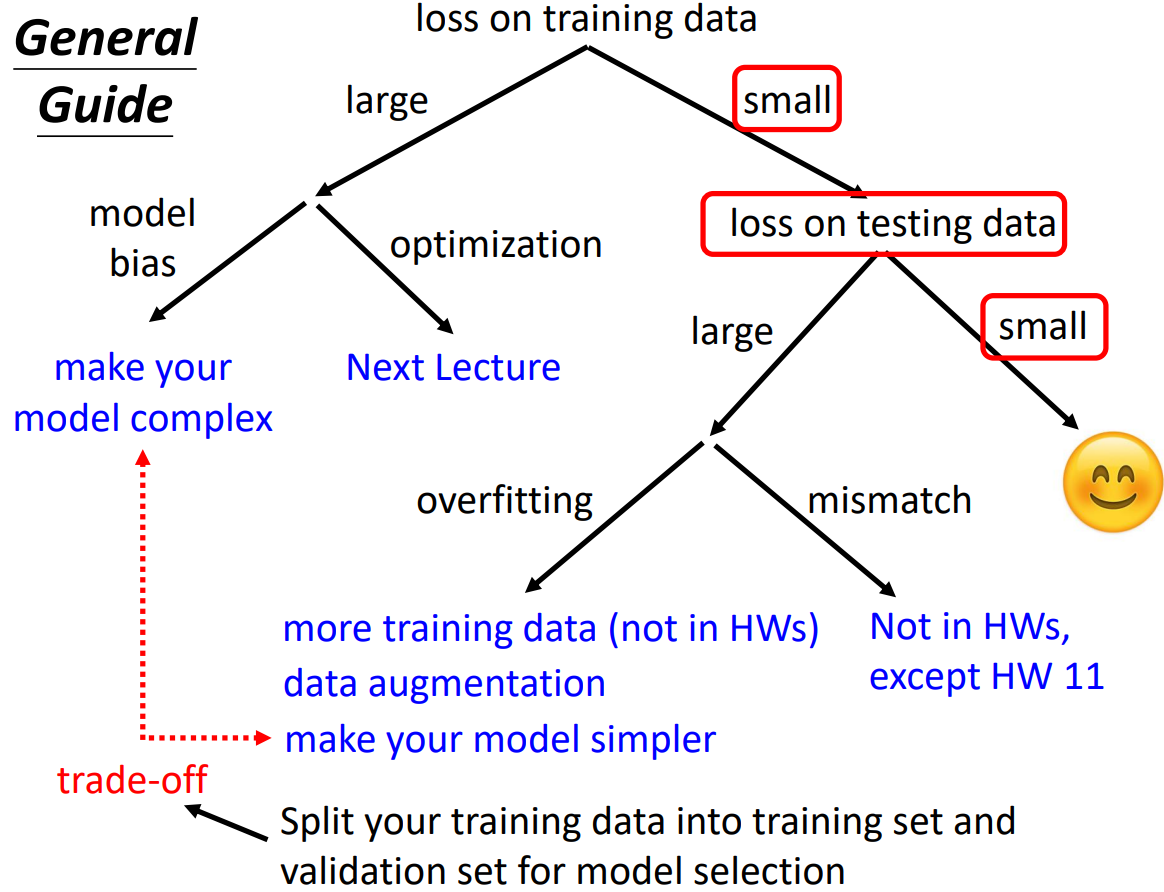 General
Guide
loss on training data
large
small
model
bias
optimization
loss on testing data
make your
model complex
Next Lecture
large
small
overfitting
mismatch
more training data (not in HWs)
data augmentation
make your model simpler
Not in HWs,
except HW 11
trade-off
Split your training data into training set and
validation set for model selection